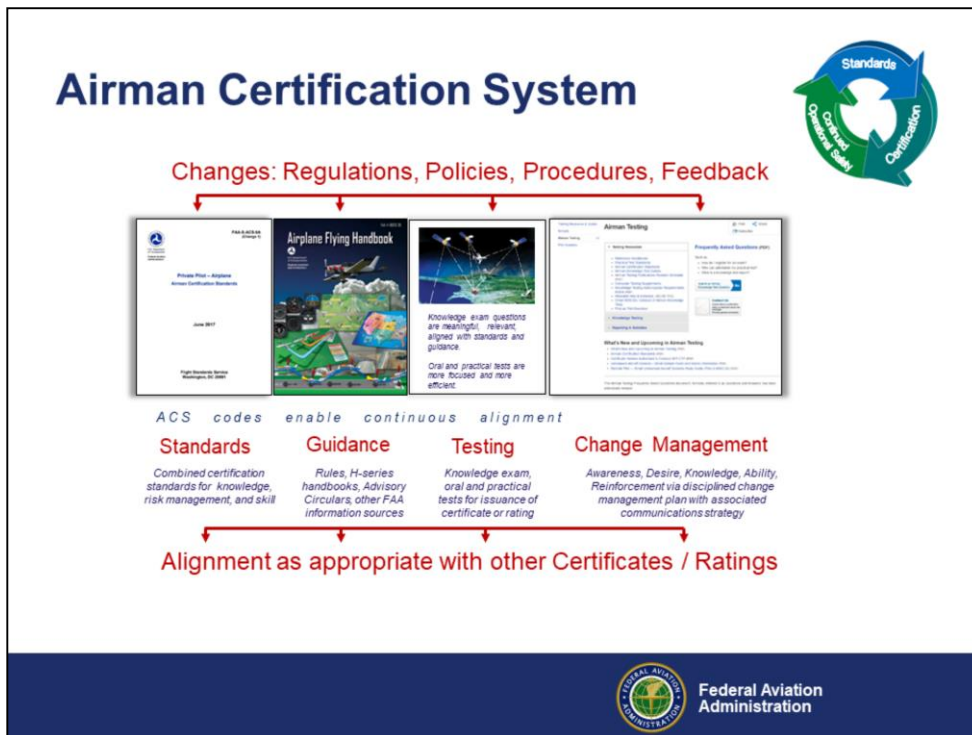 Airman Certification System
Standards
Certification
Continued
Operational Safety
Changes: Regulations, Policies, Procedures, Feedback
Private Pilot – Airplane
Airman Certification Standards
June 2017
Flight Standards Service
Washington, DC 20591
Airplane Flying Handbook
Knowledge exam questions
are meaningful, relevant,
aligned with standards and
guidance.
Oral and practical tests are
more focused and more
efficient.
Airman Testing
Frequently Asked Questions
What's New and Upcoming in Airman Testing
ACS codes enable continuous alignment
Standards
Combined certification
standards for knowledge,
risk management, and skill
Guidance
Rules, H-series
handbooks, Advisory
Circulars, other FAA
information sources
Testing
Knowledge exam,
oral and practical
tests for issuance of
certificate or rating
Change Management
Awareness, Desire, Knowledge, Ability,
Reinforcement via disciplined change
management plan with associated
communications strategy
Alignment as appropriate with other Certificates / Ratings
FEDERAL AVIATION
ADMINISTRATION
Federal Aviation
Administration